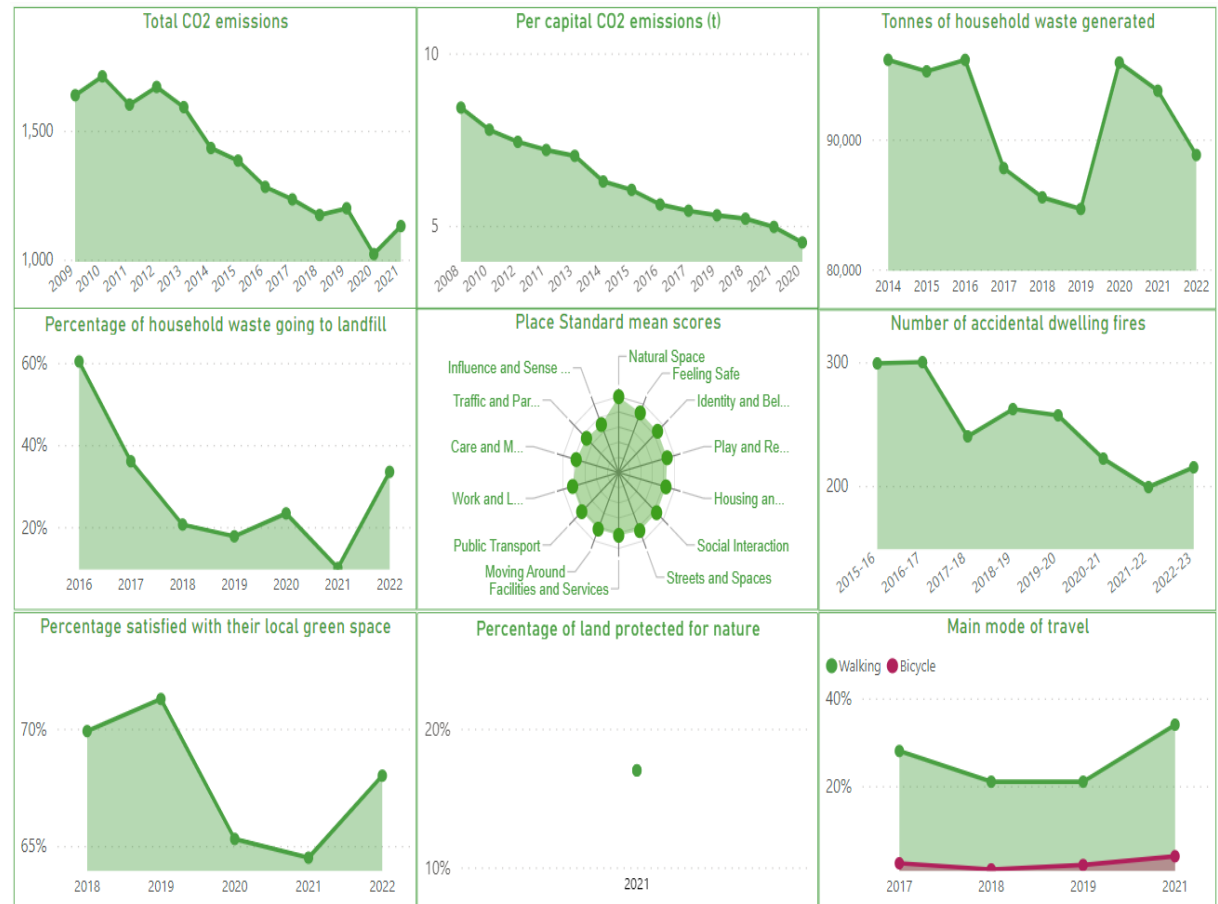 Total CO2 emissions
1,500
1,000
2009 2010 2011 2012 2013 2014 2015 2016 2017 2018 2019 2020 2021
Per capital CO2 emissions (t)
10
5
2008 2010 2012 2011 2013 2014 2015 2016 2017 2019 2018 2021 2020
Tonnes of household waste generated
90,000
80,000
2014 2015 2016 2017 2018 2019 2020 2021 2022
Percentage of household waste going to landfill
60%
40%
20%
2016 2017 2018 2019 2020 2021 2022
Place Standard mean scores
Natural Space
Feeling Safe
Identity and Bel...
Play and Re...
Housing an...
Social Interaction
Streets and Spaces
Facilities and Services
Moving Around
Public Transport
Work and L...
Care and M...
Traffic and Par...
Influence and Sense ...
Number of accidental dwelling fires
300
200
2015-16 2016-17 2017-18 2018-19 2019-20 2020-21 2021-22 2022-23
Percentage satisfied with their local green space
70%
65%
2018 2019 2020 2021 2022
Percentage of land protected for nature
20%
10%
2021
Main mode of travel
Walking Bicycle
40%
20%
2017 2018 2019 2021